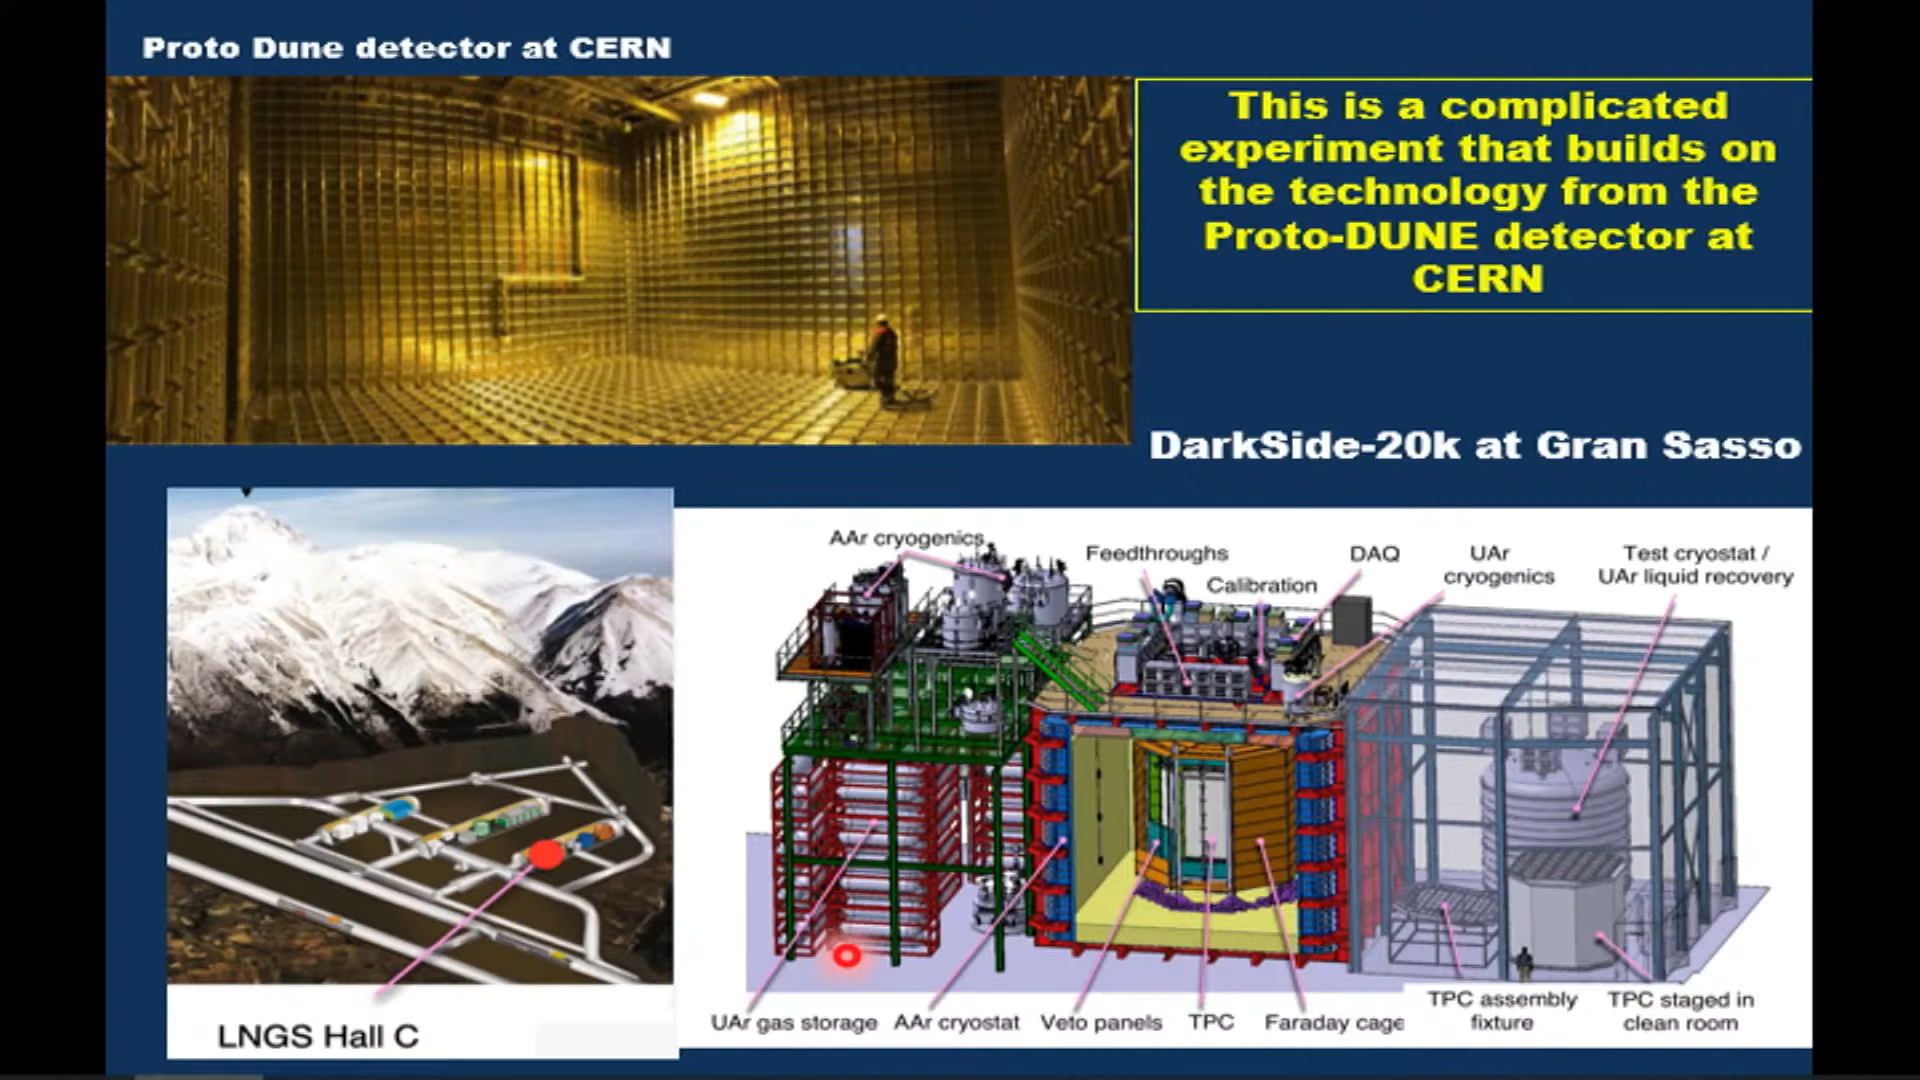 Proto Dune detector at CERN
This is a complicated
experiment that builds on
the technology from the
Proto-DUNE detector at
CERN
DarkSide-20k at Gran Sasso
LNGS Hall C
AAr cryogenics
Feedthroughs
Calibration
DAQ
UAr
cryogenics
Test cryostat /
UAr liquid recovery
UAr gas storage
AAr cryostat
Veto panels
TPC
Faraday cage
TPC assembly
fixture
TPC staged in
clean room